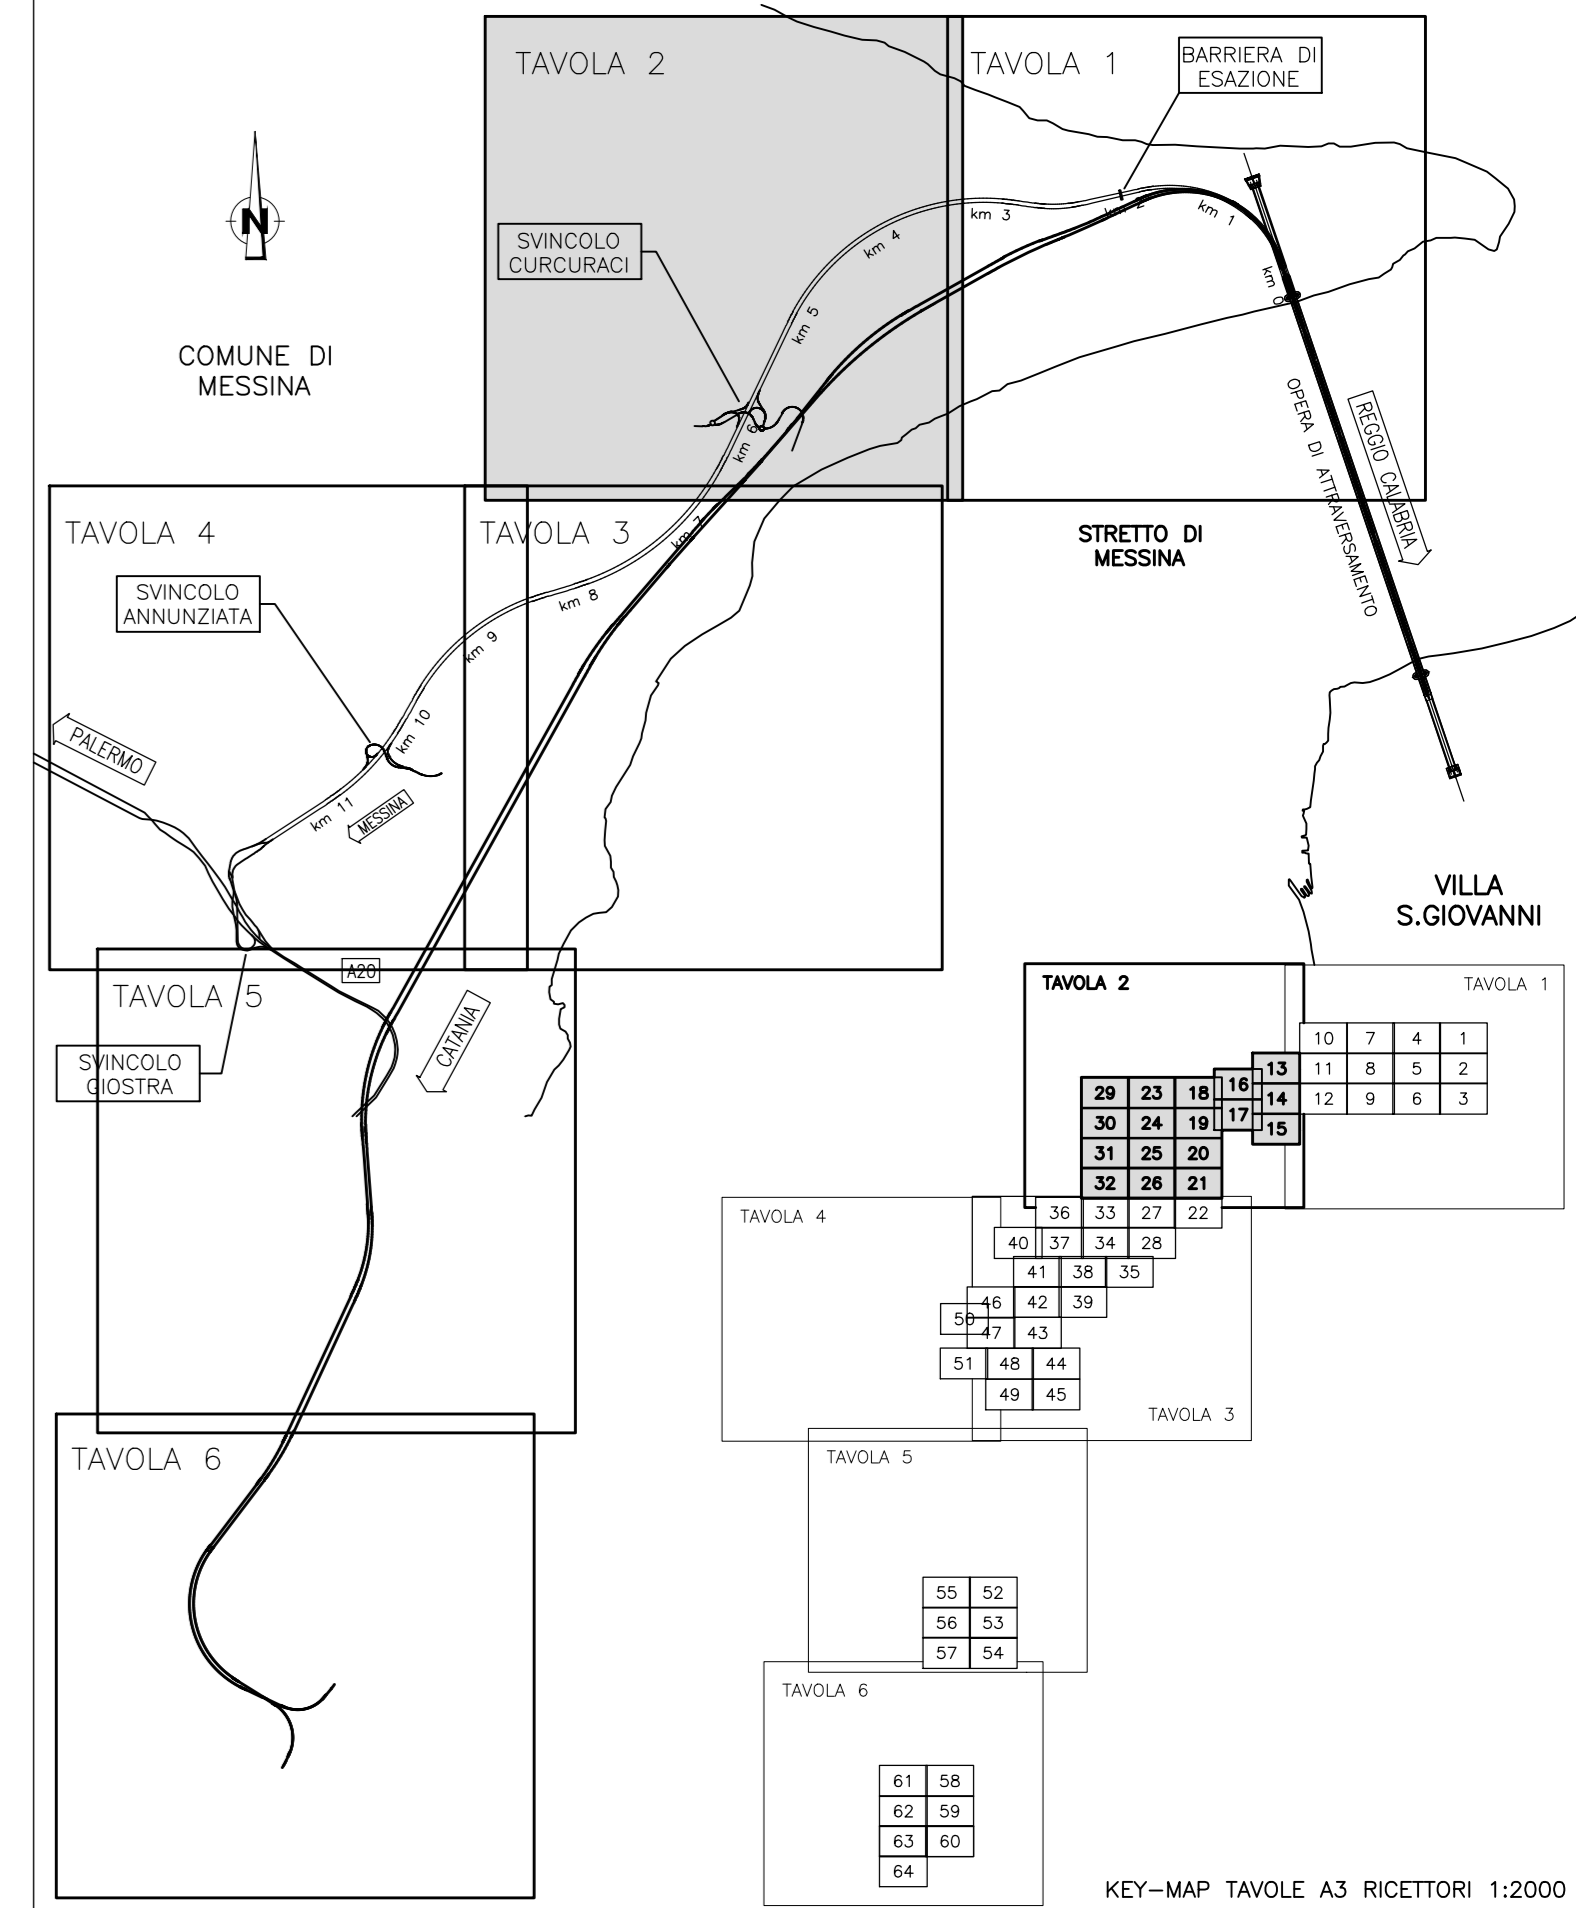 TAVOLA 2
TAVOLA 1
BARRIERA DI
ESAZIONE
N
SVINCOLO
CURCURACI
km 3
km 2
km 1
km 4
km 0
km 5
km 6
COMUNE DI
MESSINA
OPERA DI ATTRAVERSAMENTO
REGGIO CALABRIA
TAVOLA 4
TAVOLA 3
km 7
STRETTO DI
MESSINA
SVINCOLO
ANNUNZIATA
km 8
km 9
km 10
PALERMO
km 11
MESSINA
VILLA
S.GIOVANNI
A20
TAVOLA 5
CATANIA
SVINCOLO
GIOSTRA
TAVOLA 6
TAVOLA 2
TAVOLA 1
10 7 4 1
11 8 5 2
12 9 6 3
13
14
15
16
17
29 23 18
30 24 19
31 25 20
32 26 21
TAVOLA 4
36 33 27 22
40 37 34 28
41 38 35
46 42 39
50
47 43
51 48 44
49 45
TAVOLA 3
TAVOLA 5
55 52
56 53
57 54
TAVOLA 6
61 58
62 59
63 60
64
KEY-MAP TAVOLE A3 RICETTORI 1:2000